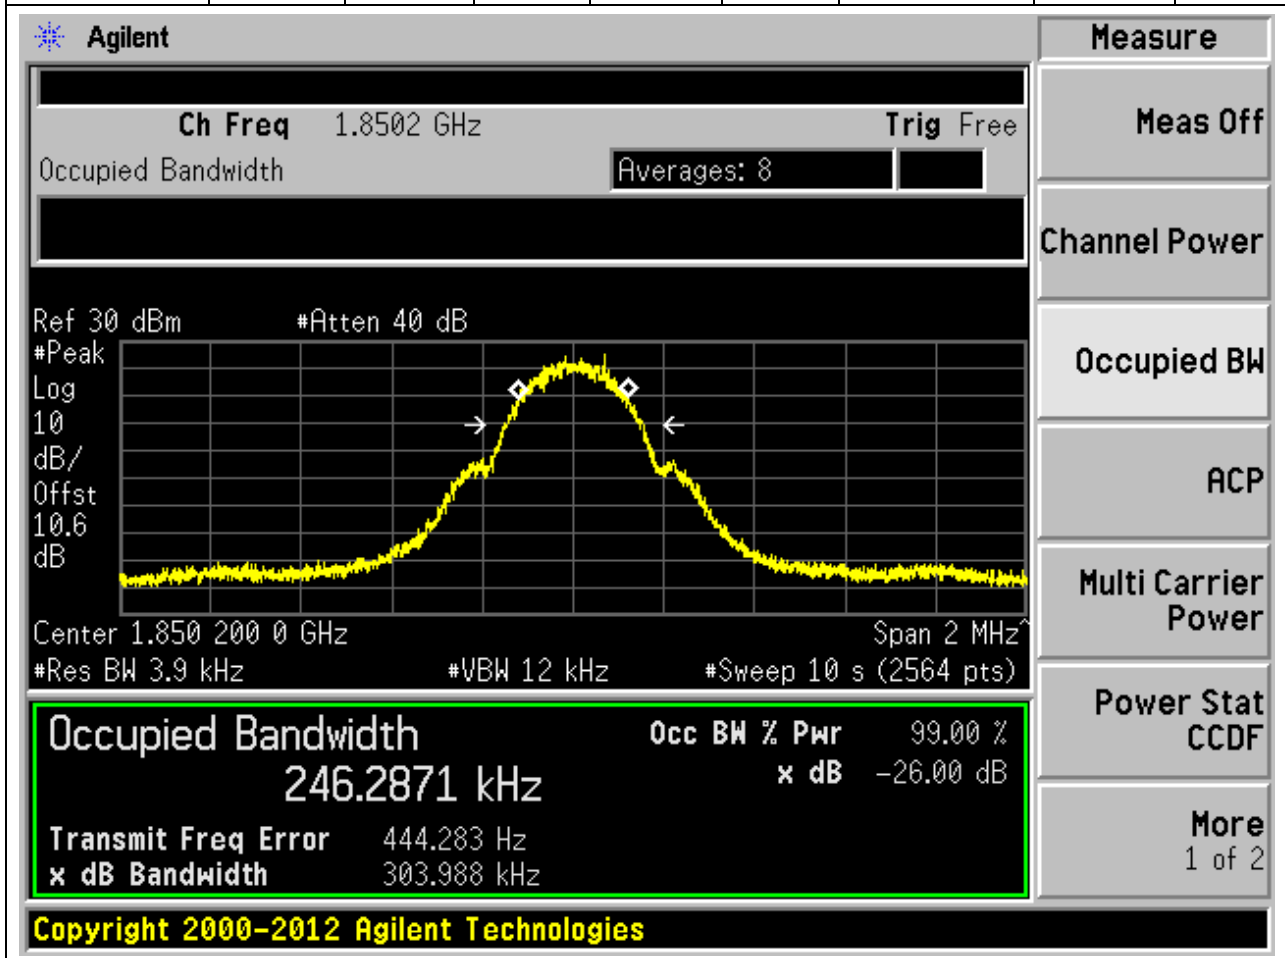 Agilent
Measure
Ch Freq 1.8502 GHz Trig Free
Occupied Bandwidth Averages: 8
Meas Off
Channel Power
Occupied BW
ACP
Multi Carrier
Power
Power Stat
CCDF
More
1 of 2
Ref 30 dBm #Atten 40 dB
#Peak
Log
10
dB/
Offst
10.6
dB
Center 1.850 200 0 GHz Span 2 MHz^
#Res BW 3.9 kHz #VBW 12 kHz #Sweep 10 s (2564 pts)
Occupied Bandwidth
246.2871 kHz
Occ BW % Pwr 99.00 %
x dB -26.00 dB
Transmit Freq Error 444.283 Hz
x dB Bandwidth 303.988 kHz
Copyright 2000-2012 Agilent Technologies